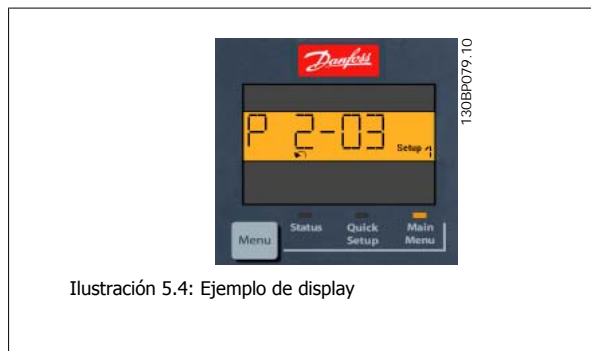 Danfoss
130BP079.10
P 2-03
Setup 1
Menu
Status
Quick Setup
Main Menu
Ilustración 5.4: Ejemplo de display